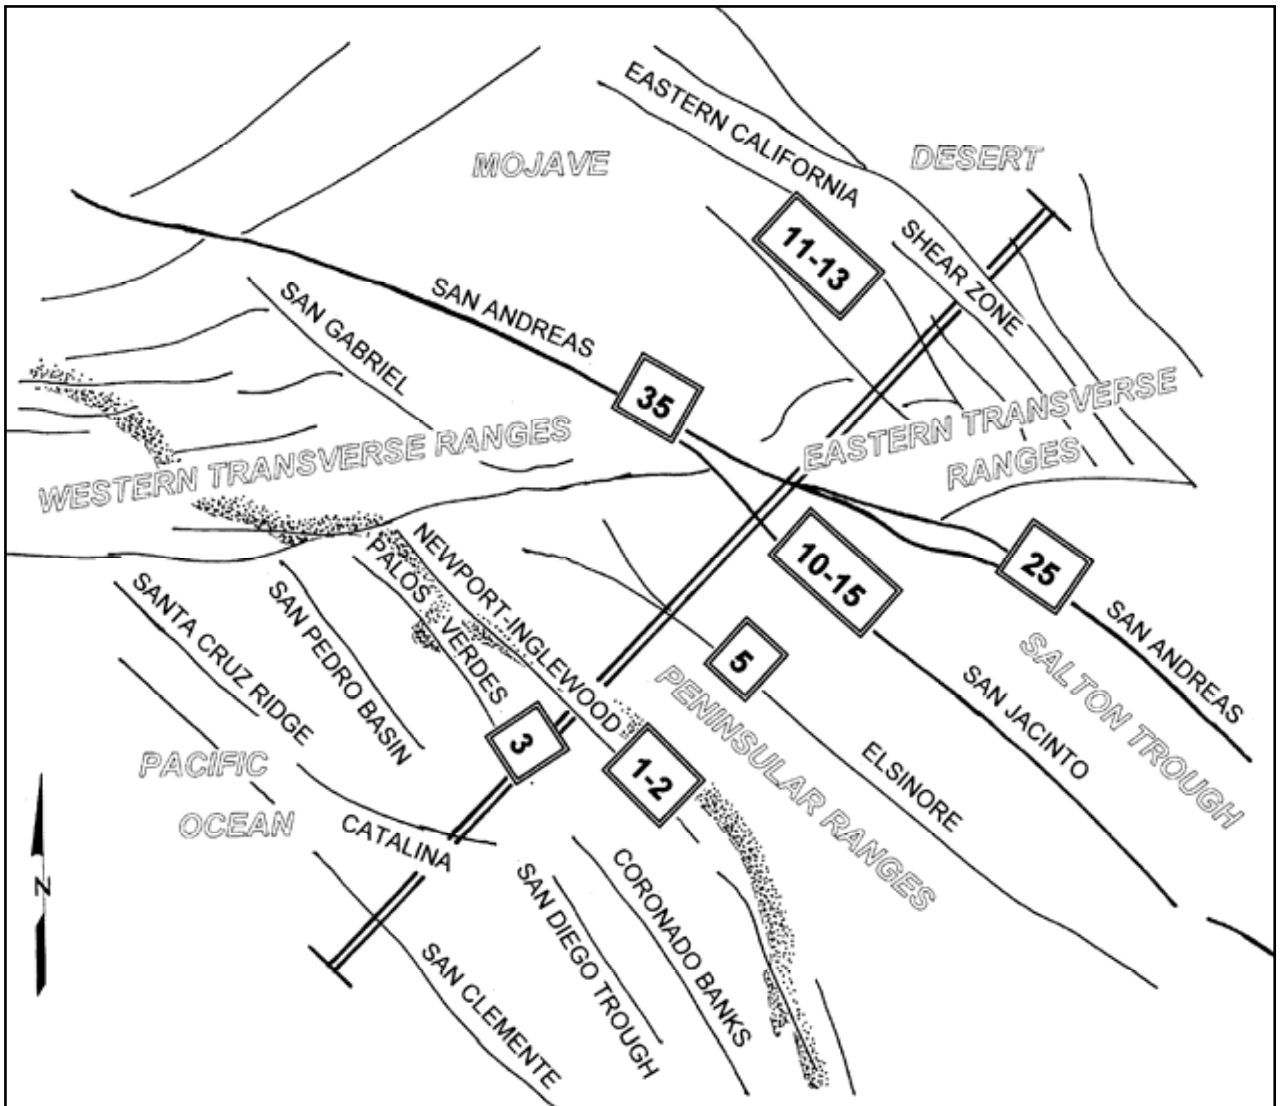 EASTERN CALIFORNIA
SHEAR ZONE
MOJAVE
DESERT
11-13
SAN ANDREAS
SAN GABRIEL
35
EASTERN TRANSVERSE
RANGES
WESTERN TRANSVERSE RANGES
NEWPORT-INGLEWOOD
PALOS VERDES
10-15
25
SAN ANDREAS
SANTA CRUZ RIDGE
SAN PEDRO BASIN
5
SALTON TROUGH
SAN JACINTO
PENINSULAR RANGES
3
1-2
ELSINORE
PACIFIC
OCEAN
CATALINA
N
SAN CLEMENTE
SAN DIEGO TROUGH
CORONADO BANKS